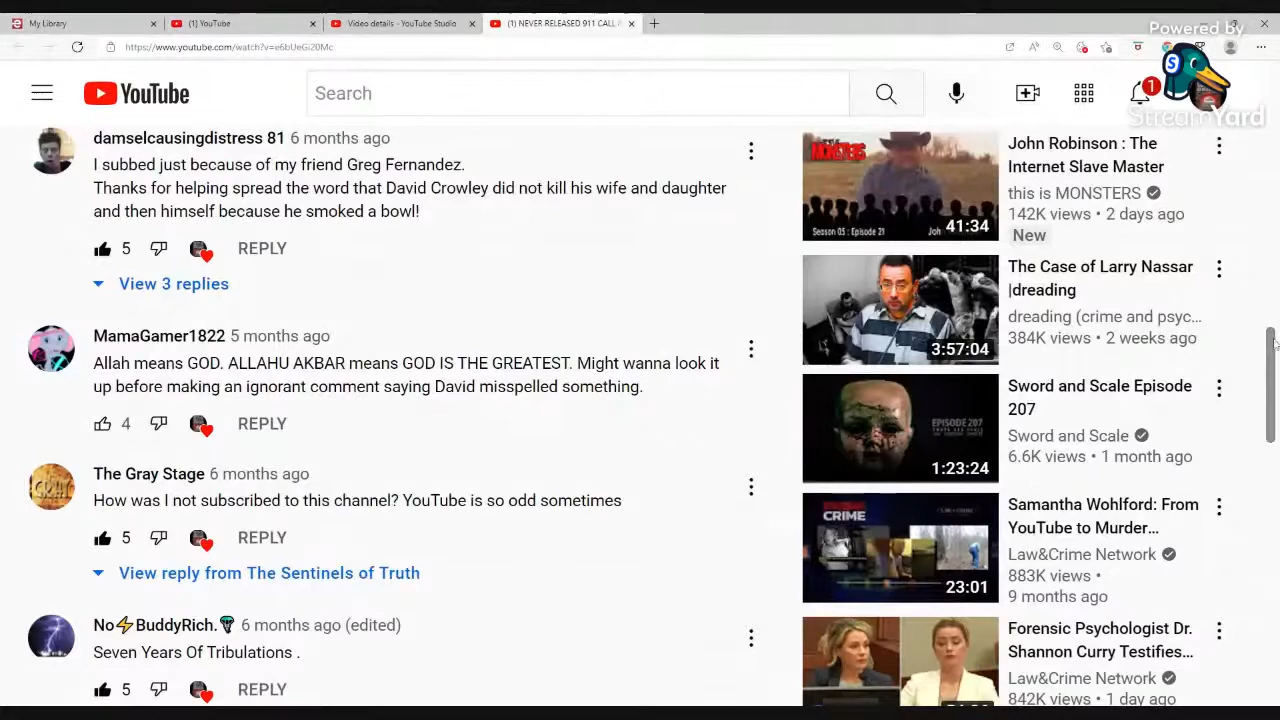 My Library
(1) YouTube
Video details - YouTube Studio
(1) NEVER RELEASED 911 CALL
Powered by
StreamYard
https://www.youtube.com/watch?v=e6bUeGi20Mc
YouTube
Search
1
damselcausingdistress 81 6 months ago
I subbed just because of my friend Greg Fernandez.
Thanks for helping spread the word that David Crowley did not kill his wife and daughter
and then himself because he smoked a bowl!
5 REPLY
View 3 replies
MamaGamer1822 5 months ago
Allah means GOD. ALLAHU AKBAR means GOD IS THE GREATEST. Might wanna look it
up before making an ignorant comment saying David misspelled something.
4 REPLY
The Gray Stage 6 months ago
How was I not subscribed to this channel? YouTube is so odd sometimes
5 REPLY
View reply from The Sentinels of Truth
No⚡BuddyRich.🪂 6 months ago (edited)
Seven Years Of Tribulations .
5 REPLY
MONSTERS
Season 05 : Episode 21
41:34
John Robinson : The
Internet Slave Master
this is MONSTERS
142K views • 2 days ago
New
3:57:04
The Case of Larry Nassar
|dreading
dreading (crime and psyc...
384K views • 2 weeks ago
EPISODE 207
1:23:24
Sword and Scale Episode
207
Sword and Scale
6.6K views • 1 month ago
CRIME
23:01
Samantha Wohlford: From
YouTube to Murder...
Law&Crime Network
883K views •
9 months ago
Forensic Psychologist Dr.
Shannon Curry Testifies...
Law&Crime Network
842K views • 1 day ago